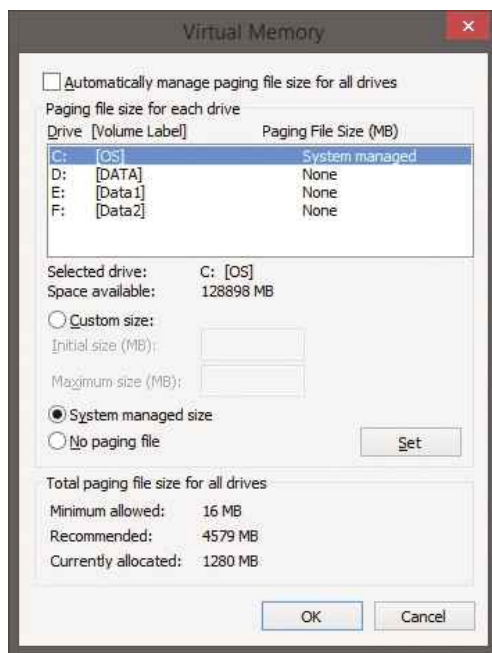 Virtual Memory
Automatically manage paging file size for all drives
Paging file size for each drive
Drive [Volume Label] Paging File Size (MB)
C: [OS] System managed
D: [DATA] None
E: [Data1] None
F: [Data2] None
Selected drive: C: [OS]
Space available: 128898 MB
Custom size:
Initial size (MB):
Maximum size (MB):
System managed size
No paging file
Set
Total paging file size for all drives
Minimum allowed: 16 MB
Recommended: 4579 MB
Currently allocated: 1280 MB
OK Cancel